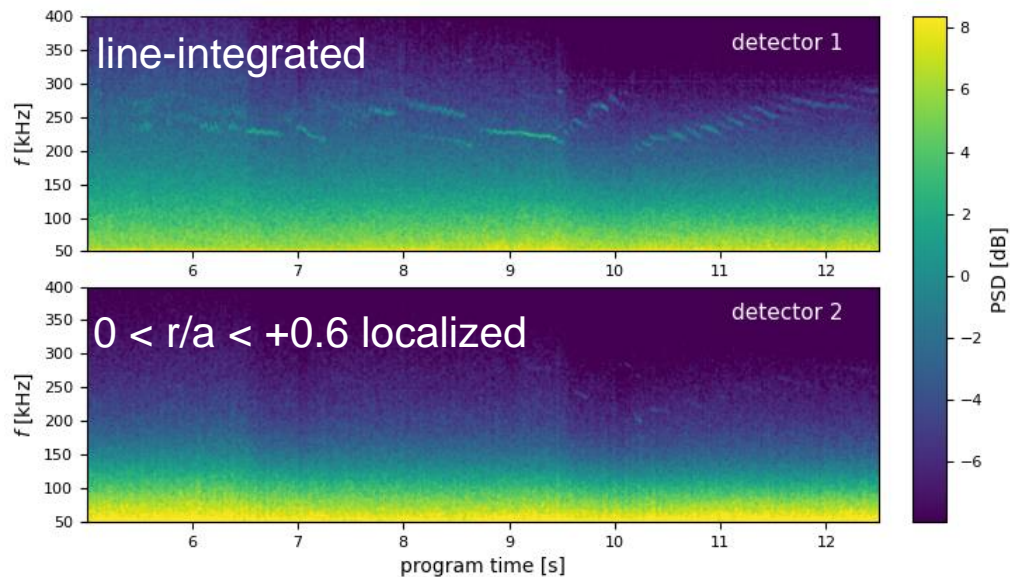 400
350
300
250
200
150
100
50
f [kHz]
line-integrated
detector 1
6 7 8 9 10 11 12
400
350
300
250
200
150
100
50
f [kHz]
0 < r/a < +0.6 localized
detector 2
6 7 8 9 10 11 12
program time [s]
8
6
4
2
0
−2
−4
−6
PSD [dB]